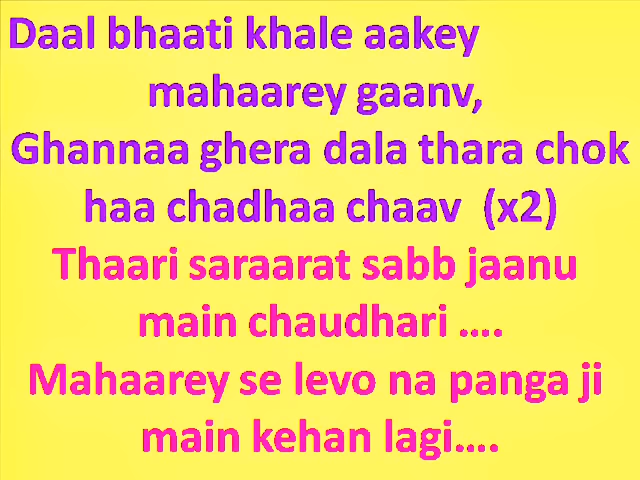 Daal bhaati khale aakey
mahaarey gaanv,
Ghannaa ghera dala thara chok
haa chadhaa chaav  (x2)
Thaari saraarat sabb jaanu
main chaudhari ....
Mahaarey se levo na panga ji
main kehan lagi....